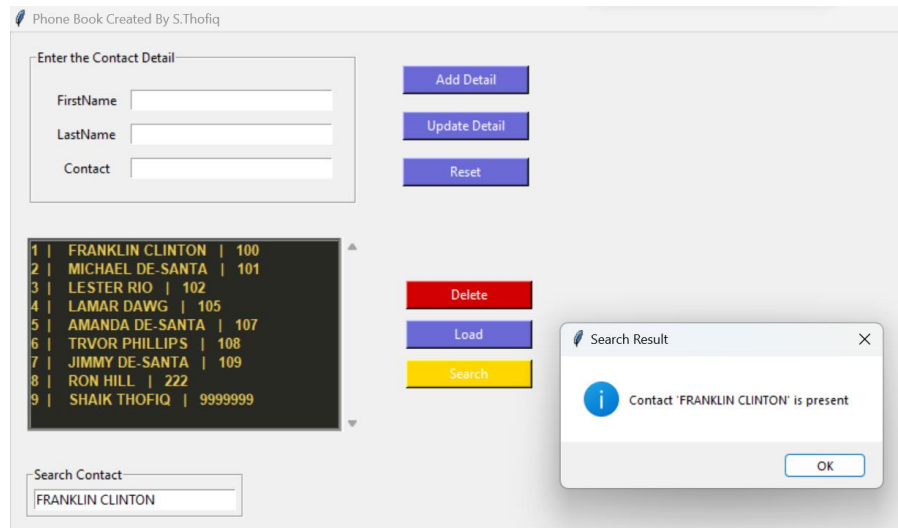 Phone Book Created By S.Thofiq
Enter the Contact Detail
FirstName
LastName
Contact
Add Detail
Update Detail
Reset
1 | FRANKLIN CLINTON | 100
2 | MICHAEL DE-SANTA | 101
3 | LESTER RIO | 102
4 | LAMAR DAWG | 105
5 | AMANDA DE-SANTA | 107
6 | TRVOR PHILLIPS | 108
7 | JIMMY DE-SANTA | 109
8 | RON HILL | 222
9 | SHAIK THOFIQ | 9999999
Delete
Load
Search
Search Result
Contact 'FRANKLIN CLINTON' is present
OK
Search Contact
FRANKLIN CLINTON